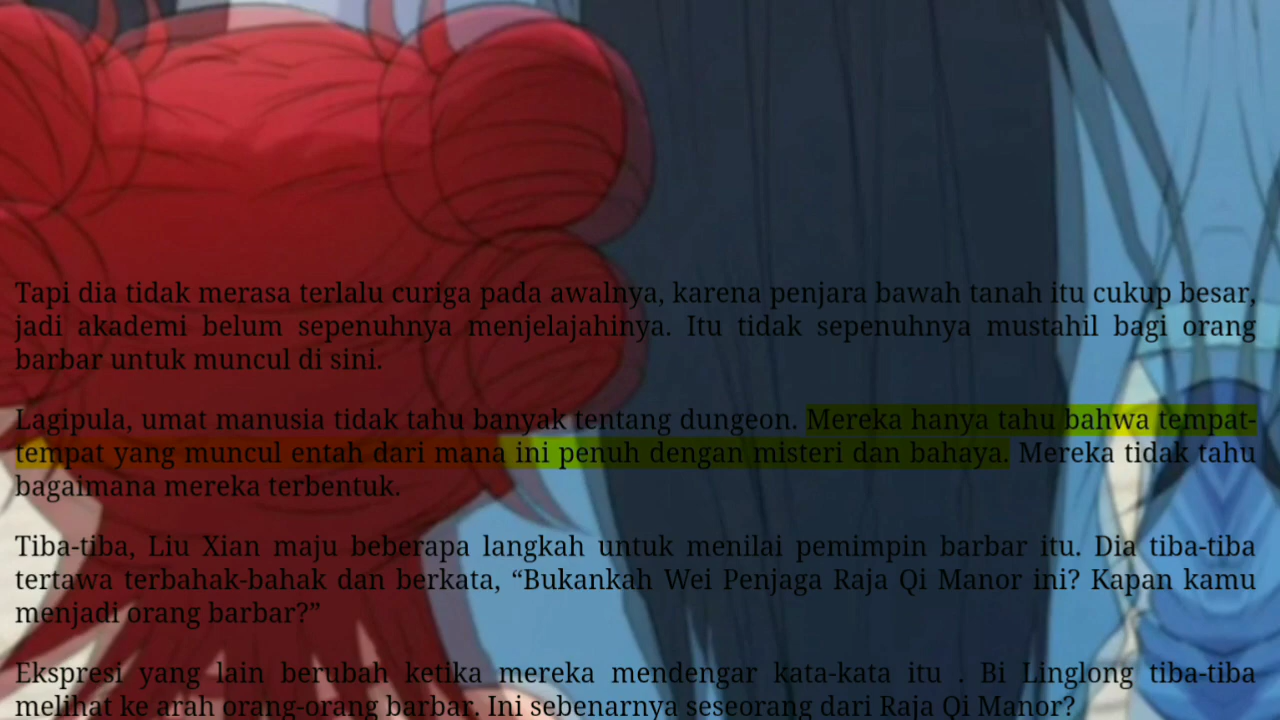 Tapi dia tidak merasa terlalu curiga pada awalnya, karena penjara bawah tanah itu cukup besar,
jadi akademi belum sepenuhnya menjelajahinya. Itu tidak sepenuhnya mustahil bagi orang
barbar untuk muncul di sini.
Lagipula, umat manusia tidak tahu banyak tentang dungeon. Mereka hanya tahu bahwa tempat-
tempat yang muncul entah dari mana ini penuh dengan misteri dan bahaya. Mereka tidak tahu
bagaimana mereka terbentuk.
Tiba-tiba, Liu Xian maju beberapa langkah untuk menilai pemimpin barbar itu. Dia tiba-tiba
tertawa terbahak-bahak dan berkata, “Bukankah Wei Penjaga Raja Qi Manor ini? Kapan kamu
menjadi orang barbar?”
Ekspresi yang lain berubah ketika mereka mendengar kata-kata itu . Bi Linglong tiba-tiba
melihat ke arah orang-orang barbar. Ini sebenarnya seseorang dari Raja Qi Manor?